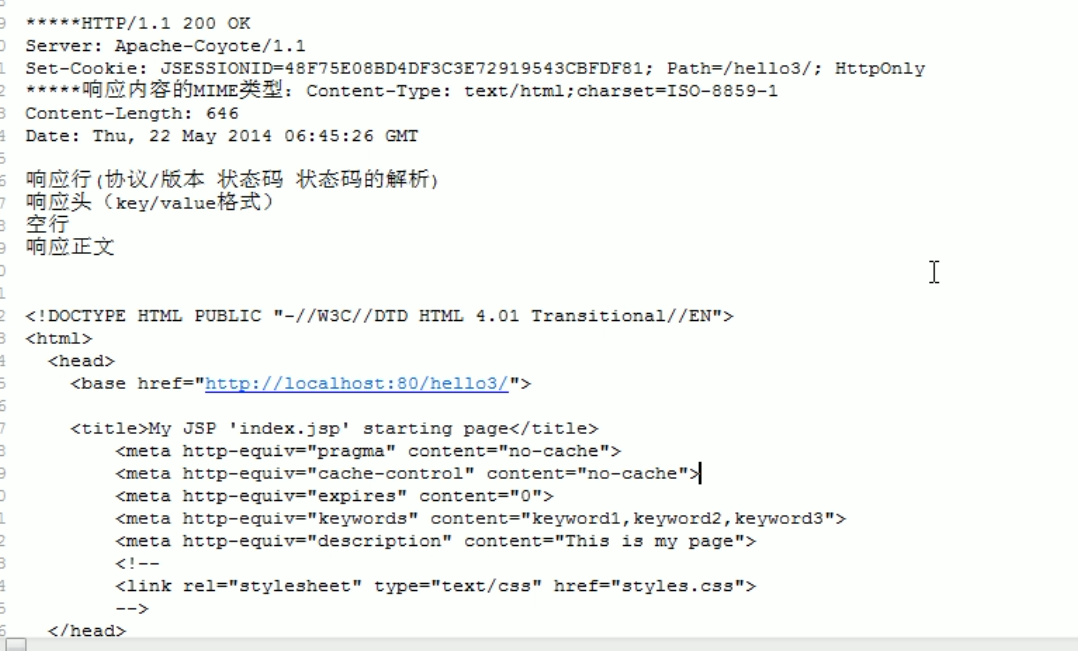 *****HTTP/1.1 200 OK
Server: Apache-Coyote/1.1
Set-Cookie: JSESSIONID=48F75E08BD4DF3C3E72919543CBFDF81; Path=/hello3/; HttpOnly
*****响应内容的MIME类型: Content-Type: text/html;charset=ISO-8859-1
Content-Length: 646
Date: Thu, 22 May 2014 06:45:26 GMT
响应行(协议/版本 状态码 状态码的解析)
响应头（key/value格式）
空行
响应正文
<!DOCTYPE HTML PUBLIC "-//W3C//DTD HTML 4.01 Transitional//EN">
<html>
<head>
<base href="http://localhost:80/hello3/">
<title>My JSP 'index.jsp' starting page</title>
<meta http-equiv="pragma" content="no-cache">
<meta http-equiv="cache-control" content="no-cache">
<meta http-equiv="expires" content="0">
<meta http-equiv="keywords" content="keyword1,keyword2,keyword3">
<meta http-equiv="description" content="This is my page">
<!--
<link rel="stylesheet" type="text/css" href="styles.css">
-->
</head>